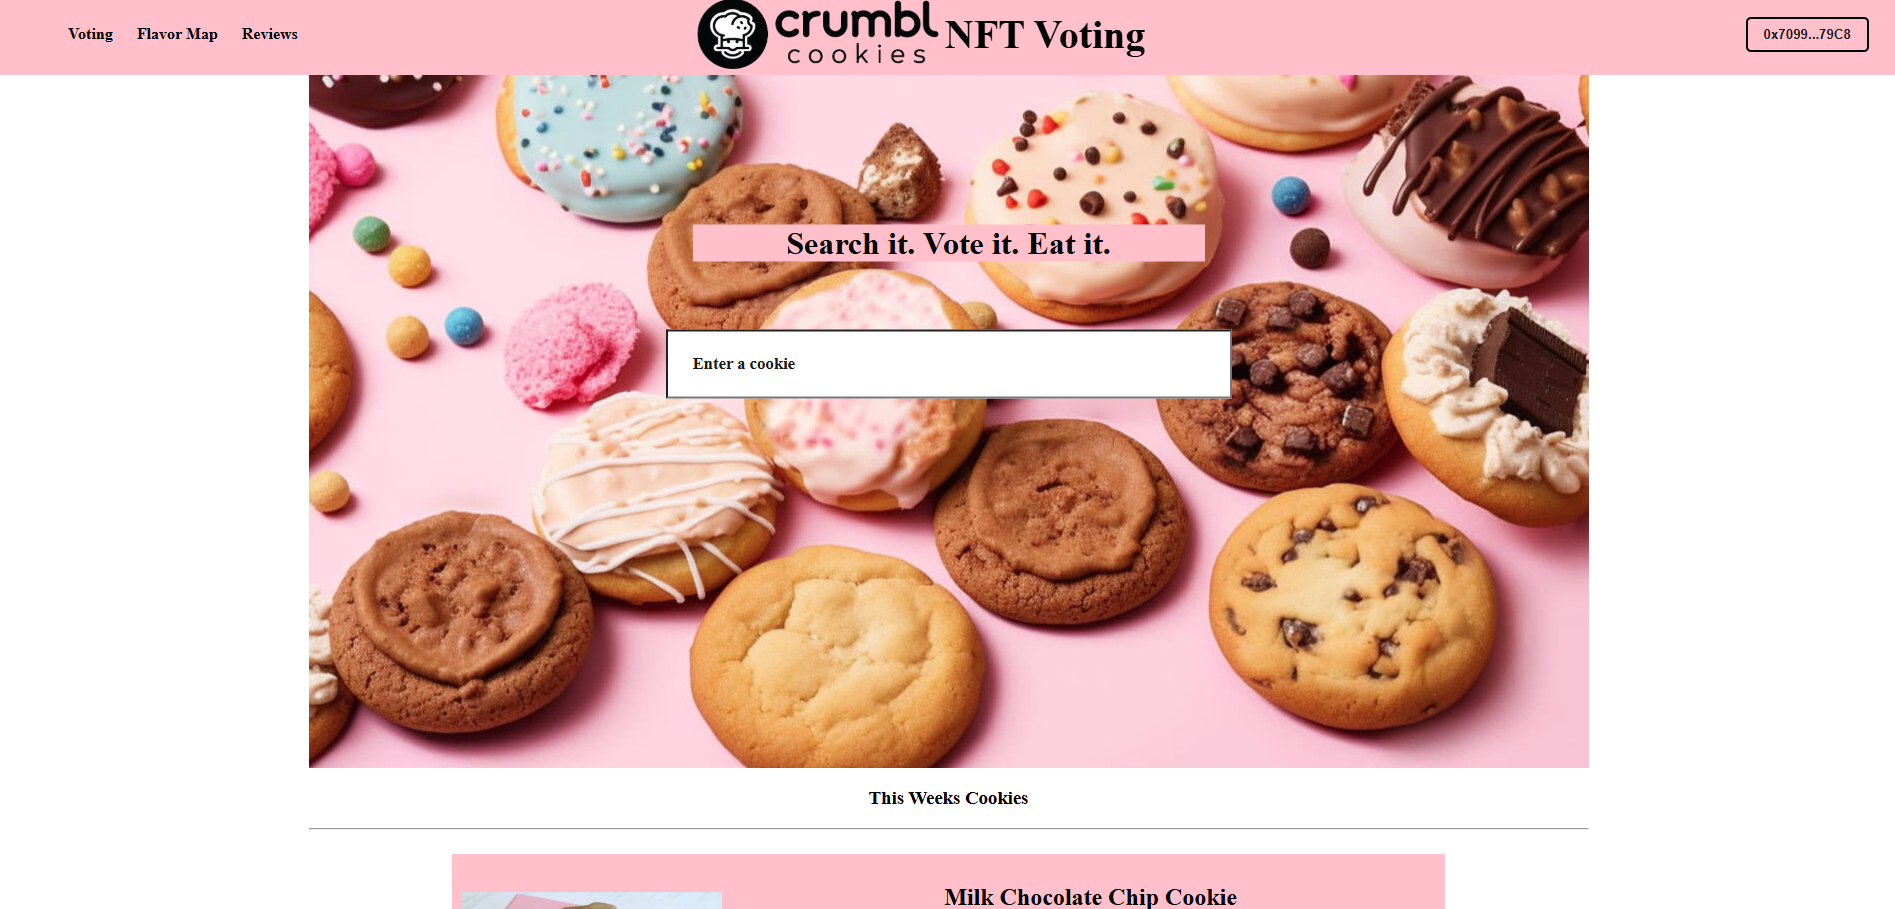 Voting Flavor Map Reviews
crumbl
cookies
NFT Voting
0x7099...79C8
Search it. Vote it. Eat it.
Enter a cookie
This Weeks Cookies
Milk Chocolate Chip Cookie